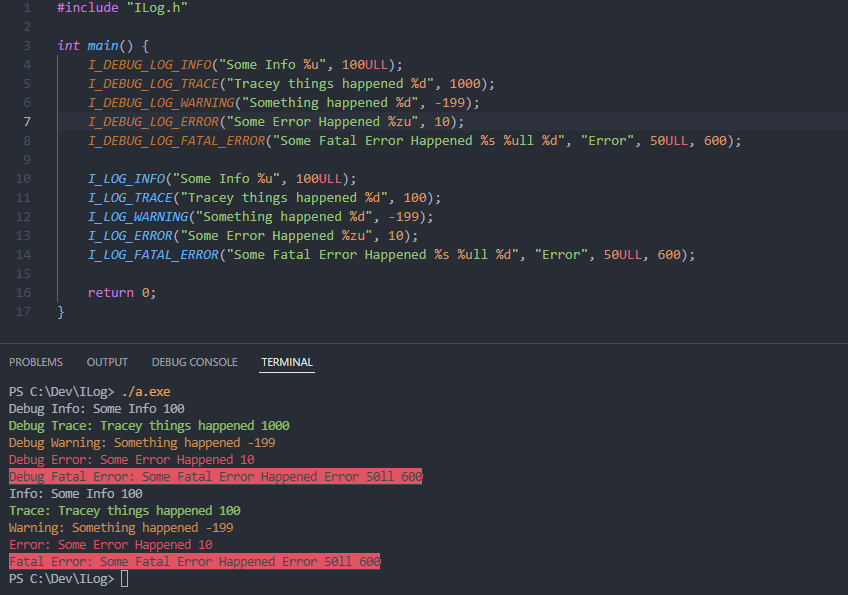 1 #include "ILog.h"
2
3 int main() {
4 I_DEBUG_LOG_INFO("Some Info %u", 100ULL);
5 I_DEBUG_LOG_TRACE("Tracey things happened %d", 1000);
6 I_DEBUG_LOG_WARNING("Something happened %d", -199);
7 I_DEBUG_LOG_ERROR("Some Error Happened %zu", 10);
8 I_DEBUG_LOG_FATAL_ERROR("Some Fatal Error Happened %s %ull %d", "Error", 50ULL, 600);
9
10 I_LOG_INFO("Some Info %u", 100ULL);
11 I_LOG_TRACE("Tracey things happened %d", 100);
12 I_LOG_WARNING("Something happened %d", -199);
13 I_LOG_ERROR("Some Error Happened %zu", 10);
14 I_LOG_FATAL_ERROR("Some Fatal Error Happened %s %ull %d", "Error", 50ULL, 600);
15
16 return 0;
17 }
PROBLEMS OUTPUT DEBUG CONSOLE TERMINAL
PS C:\Dev\ILog> ./a.exe
Debug Info: Some Info 100
Debug Trace: Tracey things happened 1000
Debug Warning: Something happened -199
Debug Error: Some Error Happened 10
Debug Fatal Error: Some Fatal Error Happened Error 50ll 600
Info: Some Info 100
Trace: Tracey things happened 100
Warning: Something happened -199
Error: Some Error Happened 10
Fatal Error: Some Fatal Error Happened Error 50ll 600
PS C:\Dev\ILog>